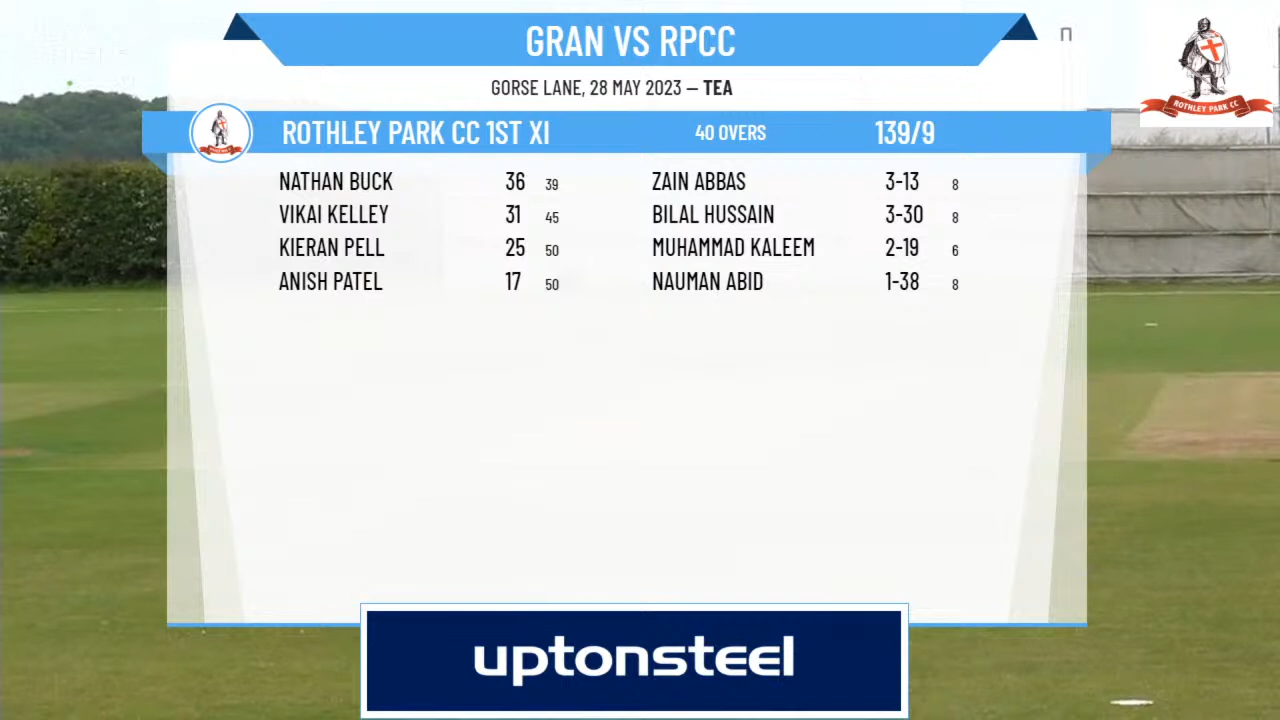 GRAN VS RPCC
GORSE LANE, 28 MAY 2023 – TEA
ROTHLEY PARK CC 1ST XI 40 OVERS 139/9
NATHAN BUCK 36 39 ZAIN ABBAS 3-13 8
VIKAI KELLEY 31 45 BILAL HUSSAIN 3-30 8
KIERAN PELL 25 50 MUHAMMAD KALEEM 2-19 6
ANISH PATEL 17 50 NAUMAN ABID 1-38 8
uptonsteel
ROTHLEY PARK CC